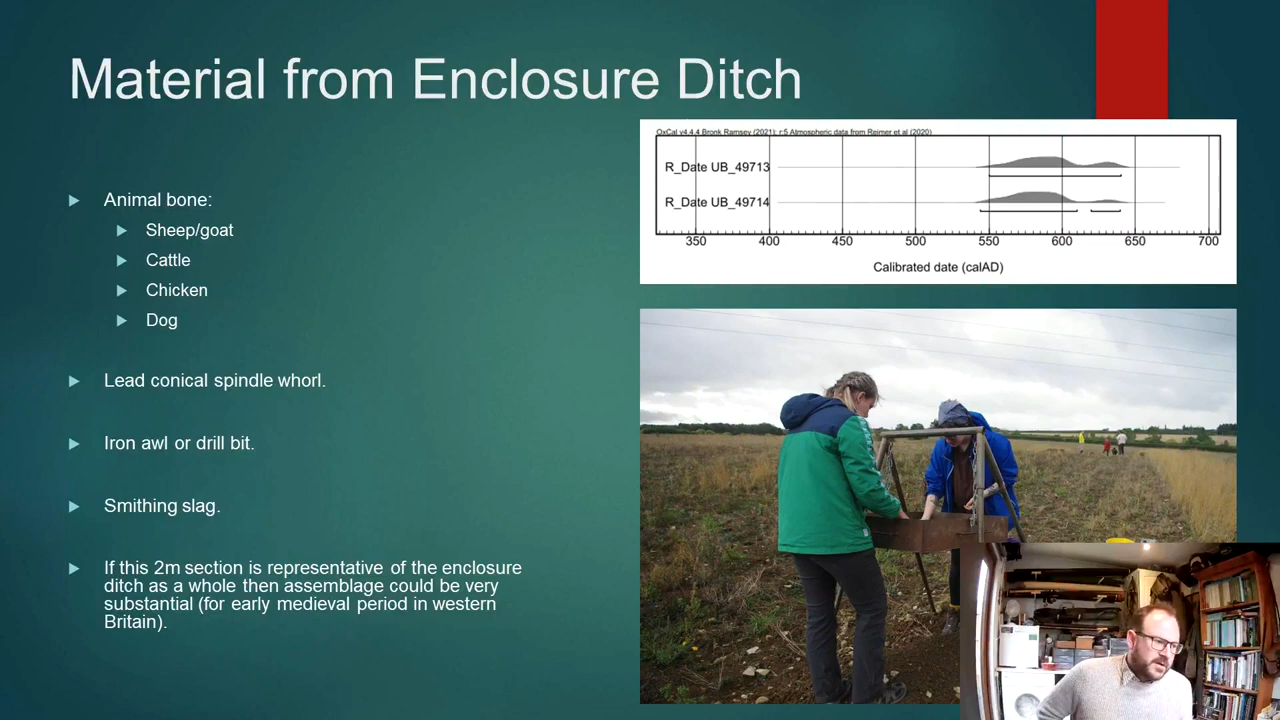 Material from Enclosure Ditch
Animal bone:
Sheep/goat
Cattle
Chicken
Dog
Lead conical spindle whorl.
Iron awl or drill bit.
Smithing slag.
If this 2m section is representative of the enclosure
ditch as a whole then assemblage could be very
substantial (for early medieval period in western
Britain).
OxCal v4.4.4 Bronk Ramsey (2021); r:5 Atmospheric data from Reimer et al (2020)
R_Date UB_49713
R_Date UB_49714
350 400 450 500 550 600 650 700
Calibrated date (calAD)